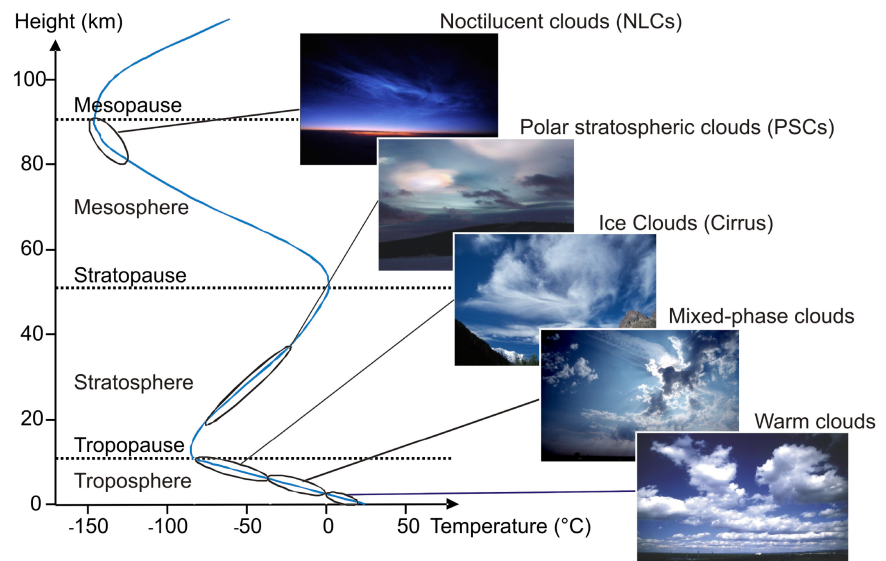 Height (km)
Noctilucent clouds (NLCs)
100
Mesopause
Polar stratospheric clouds (PSCs)
80
Mesosphere
Ice Clouds (Cirrus)
60
Stratopause
Mixed-phase clouds
40
Stratosphere
Warm clouds
20
Tropopause
Troposphere
0
-150 -100 -50 0 50 Temperature (°C)